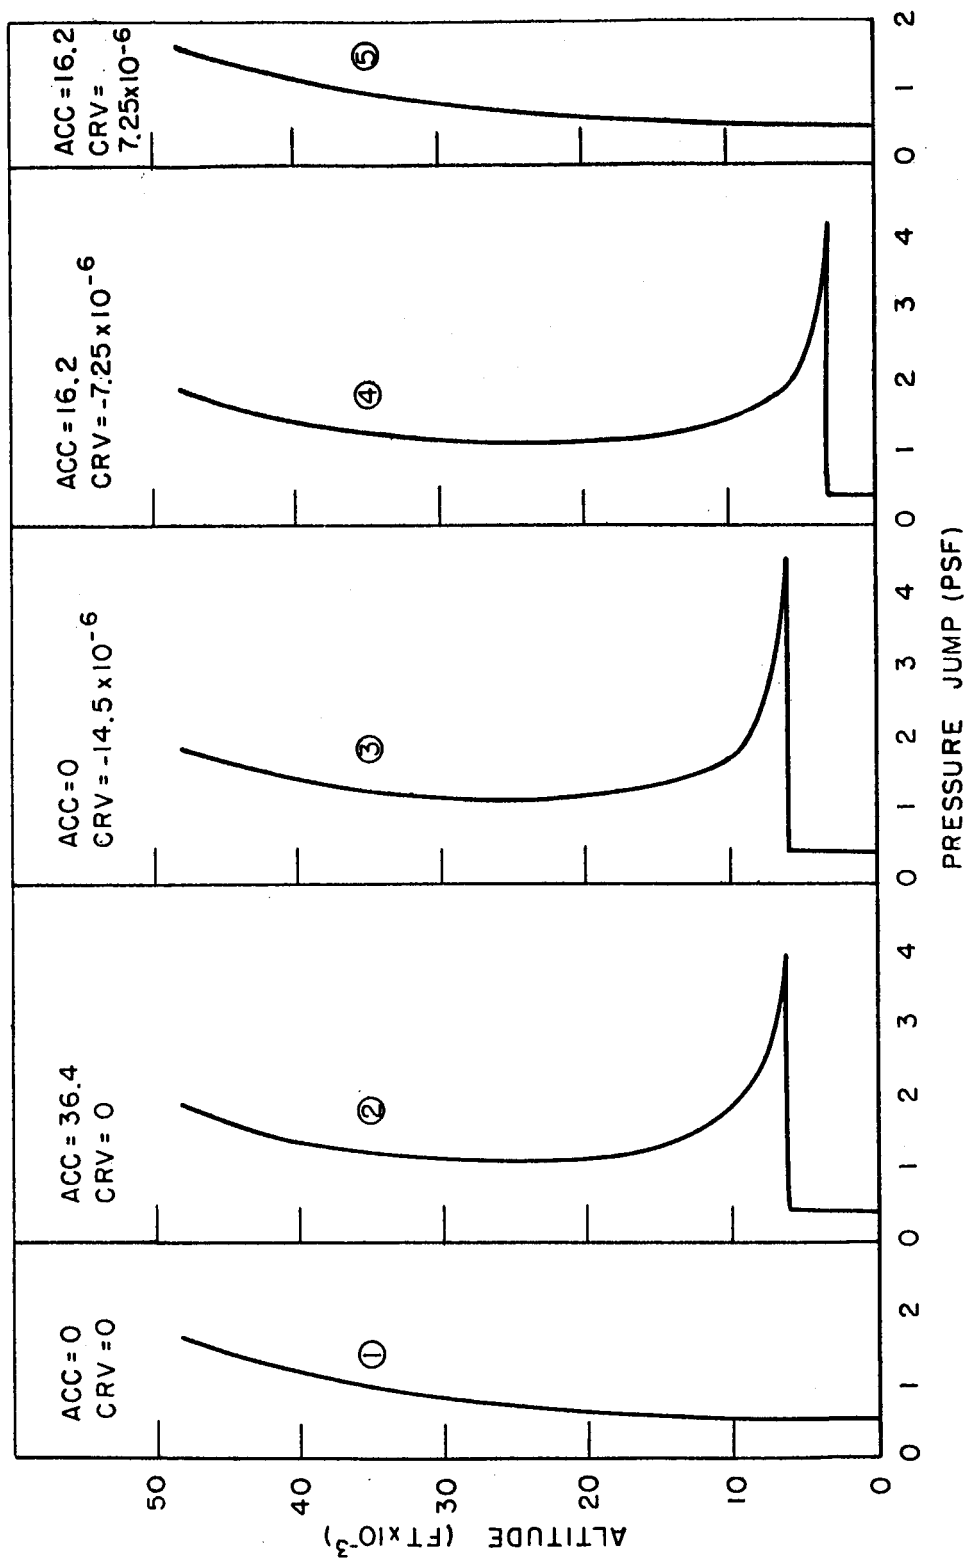 ACC = 0
CRV = 0
ACC = 36.4
CRV = 0
ACC = 0
CRV = -14.5 x 10⁻⁶
ACC = 16.2
CRV = -7.25 x 10⁻⁶
ACC = 16.2
CRV =
7.25x10⁻⁶
①
②
③
④
⑤
50
40
30
20
10
0
ALTITUDE (FT x 10⁻³)
0 1 2
0 1 2 3 4
0 1 2 3 4
0 1 2 3 4
0 1 2
PRESSURE JUMP (PSF)